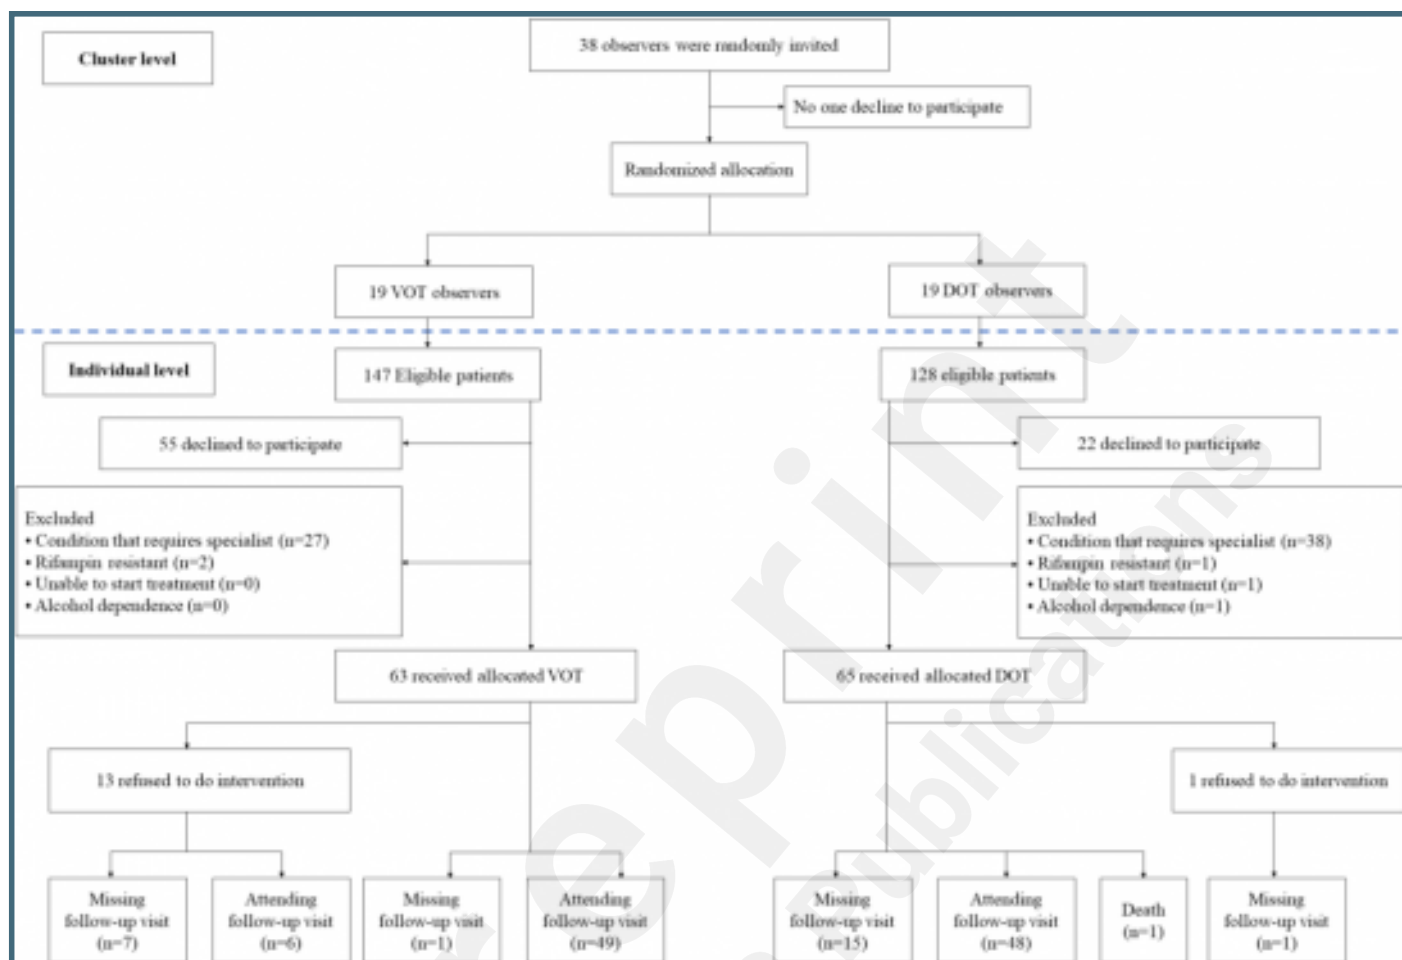 Cluster level
38 observers were randomly invited
No one decline to participate
Randomized allocation
19 VOT observers
19 DOT observers
Individual level
147 Eligible patients
128 eligible patients
55 declined to participate
22 declined to participate
Excluded
• Condition that requires specialist (n=27)
• Rifampin resistant (n=2)
• Unable to start treatment (n=0)
• Alcohol dependence (n=0)
Excluded
• Condition that requires specialist (n=38)
• Rifampin resistant (n=1)
• Unable to start treatment (n=1)
• Alcohol dependence (n=1)
63 received allocated VOT
65 received allocated DOT
13 refused to do intervention
1 refused to do intervention
Missing
follow-up visit
(n=7)
Attending
follow-up visit
(n=6)
Missing
follow-up visit
(n=1)
Attending
follow-up visit
(n=49)
Missing
follow-up visit
(n=15)
Attending
follow-up visit
(n=48)
Death
(n=1)
Missing
follow-up visit
(n=1)
reprint
Publications